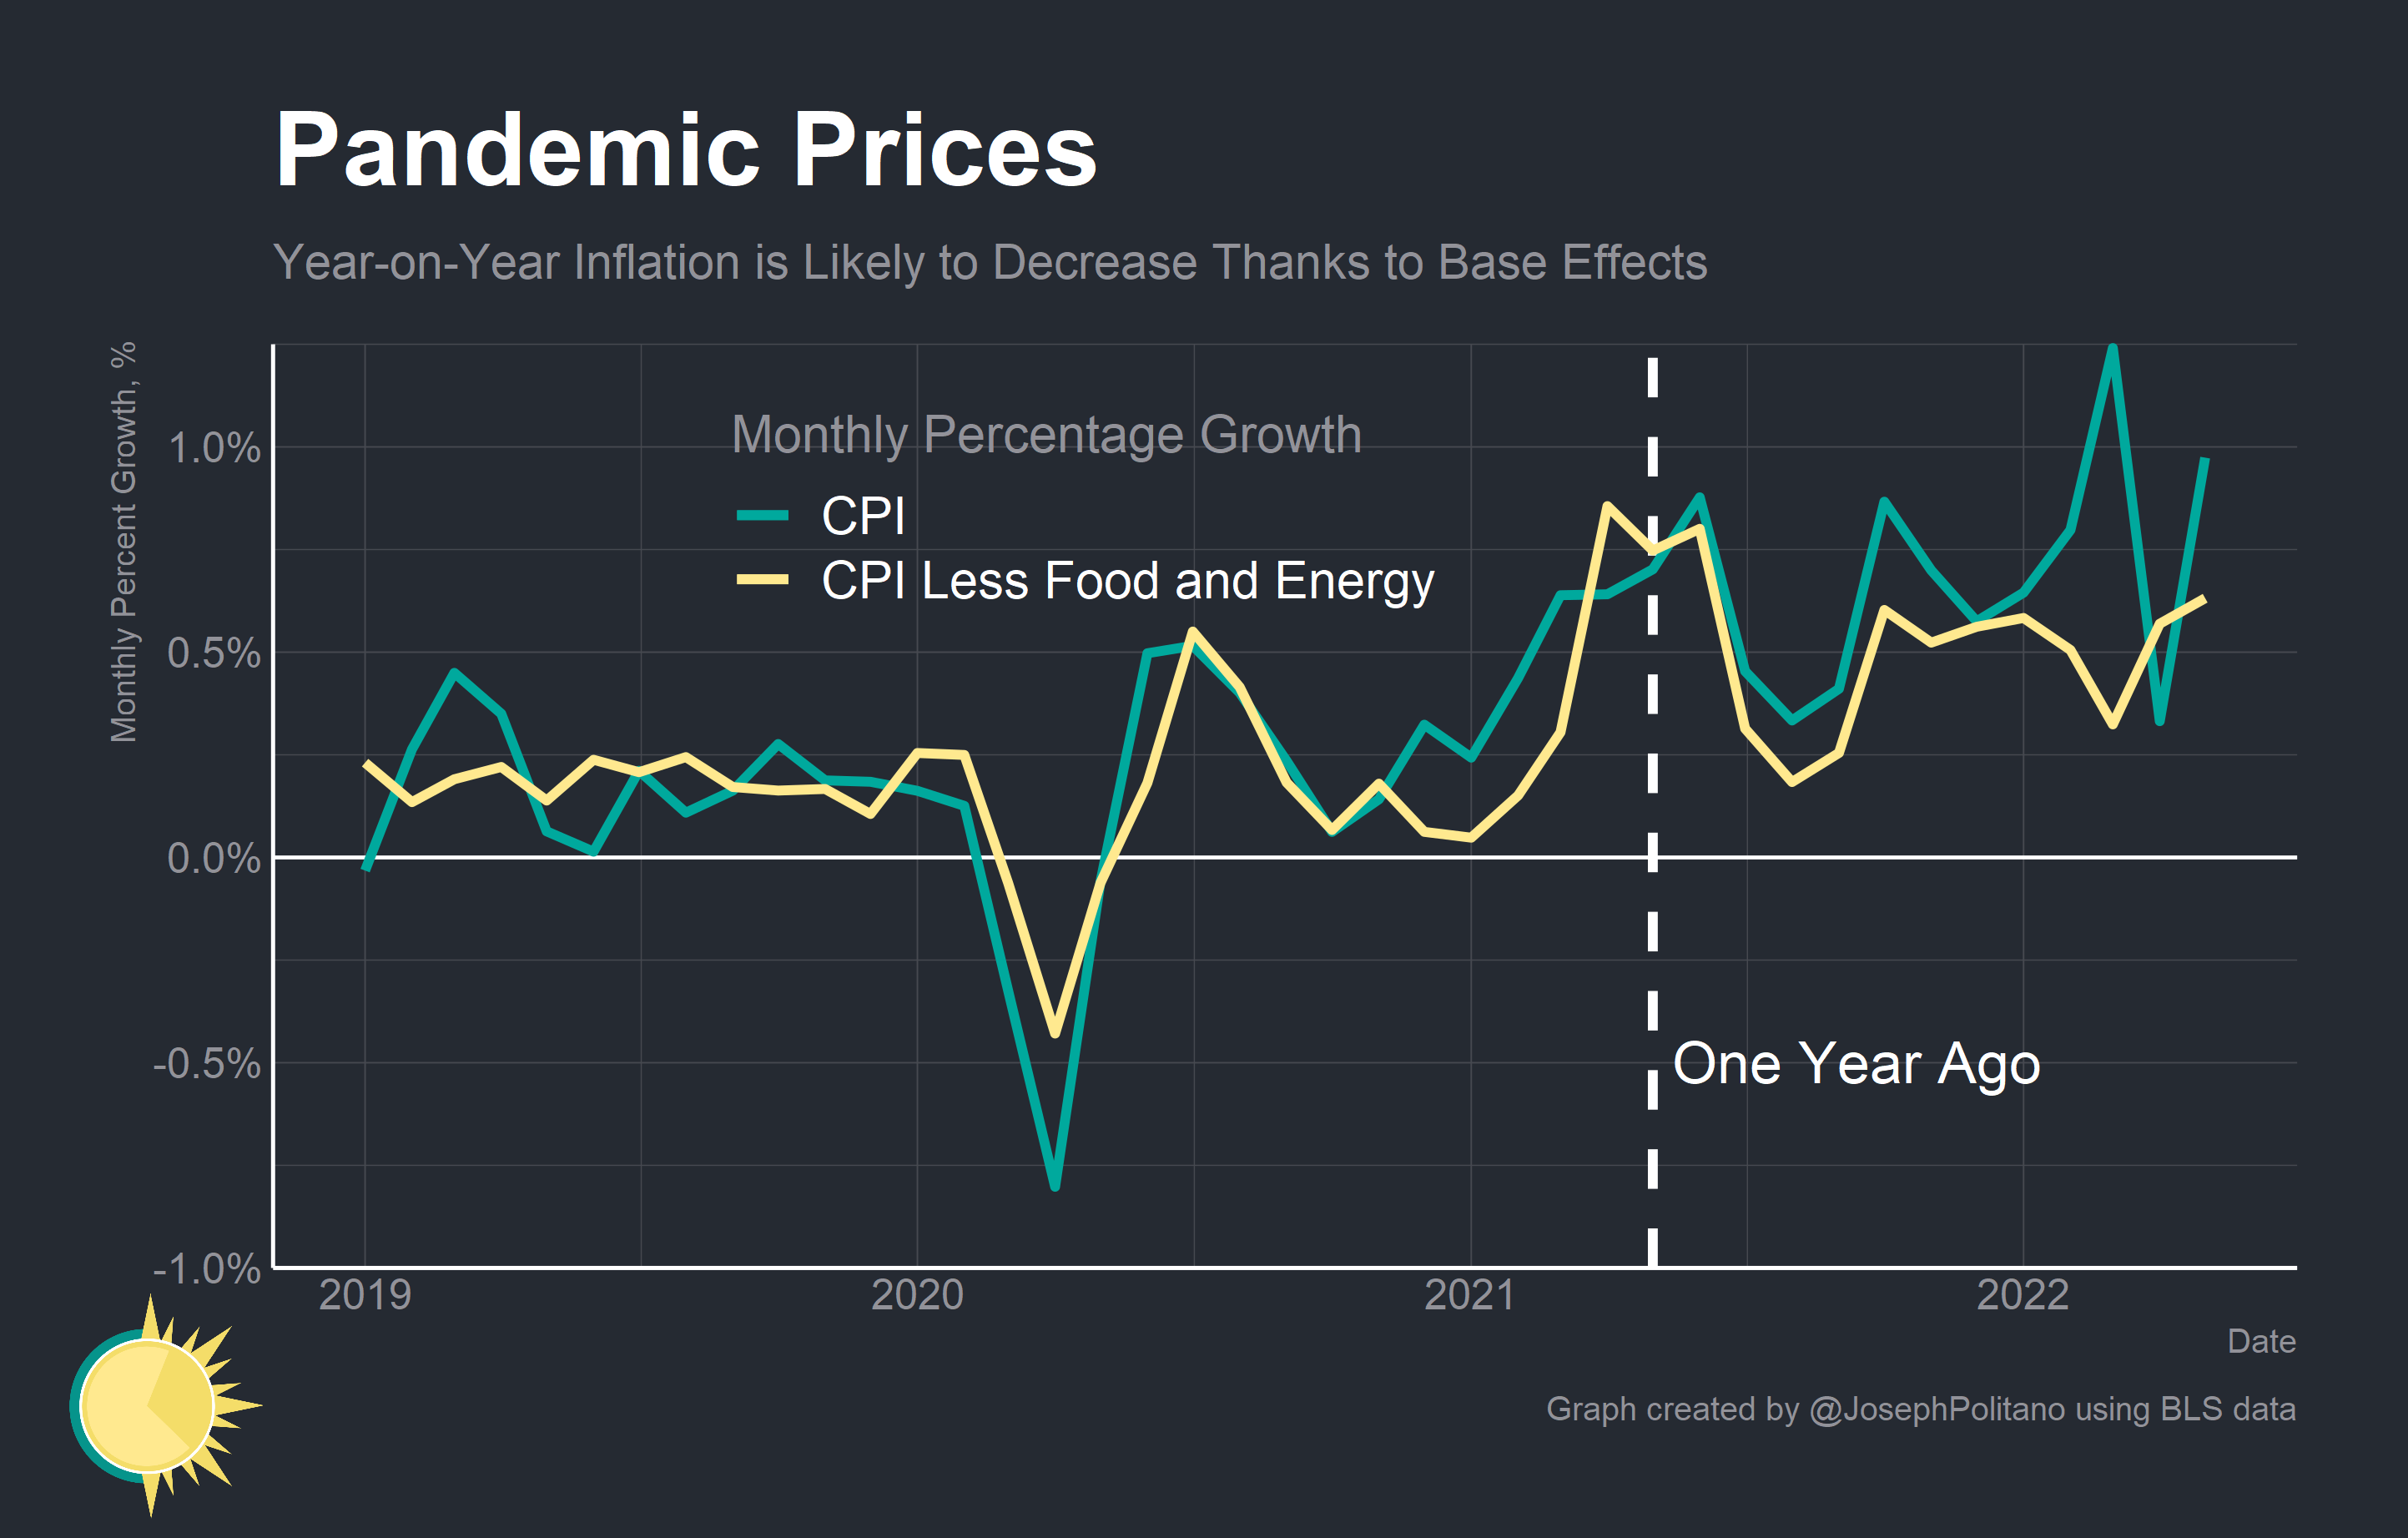 Pandemic Prices
Year-on-Year Inflation is Likely to Decrease Thanks to Base Effects
Monthly Percent Growth, %
1.0%
0.5%
0.0%
-0.5%
-1.0%
Monthly Percentage Growth
CPI
CPI Less Food and Energy
One Year Ago
2019
2020
2021
2022
Date
Graph created by @JosephPolitano using BLS data